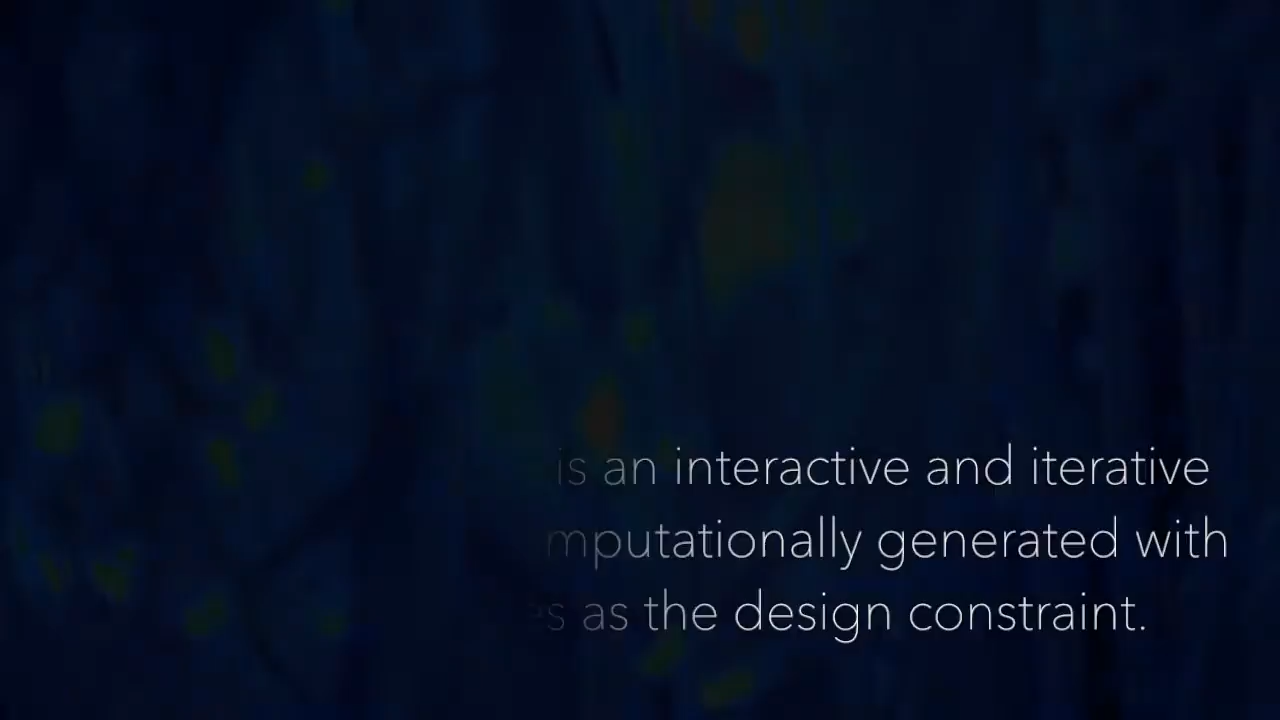 is an interactive and iterative
mputationally generated with
s as the design constraint.